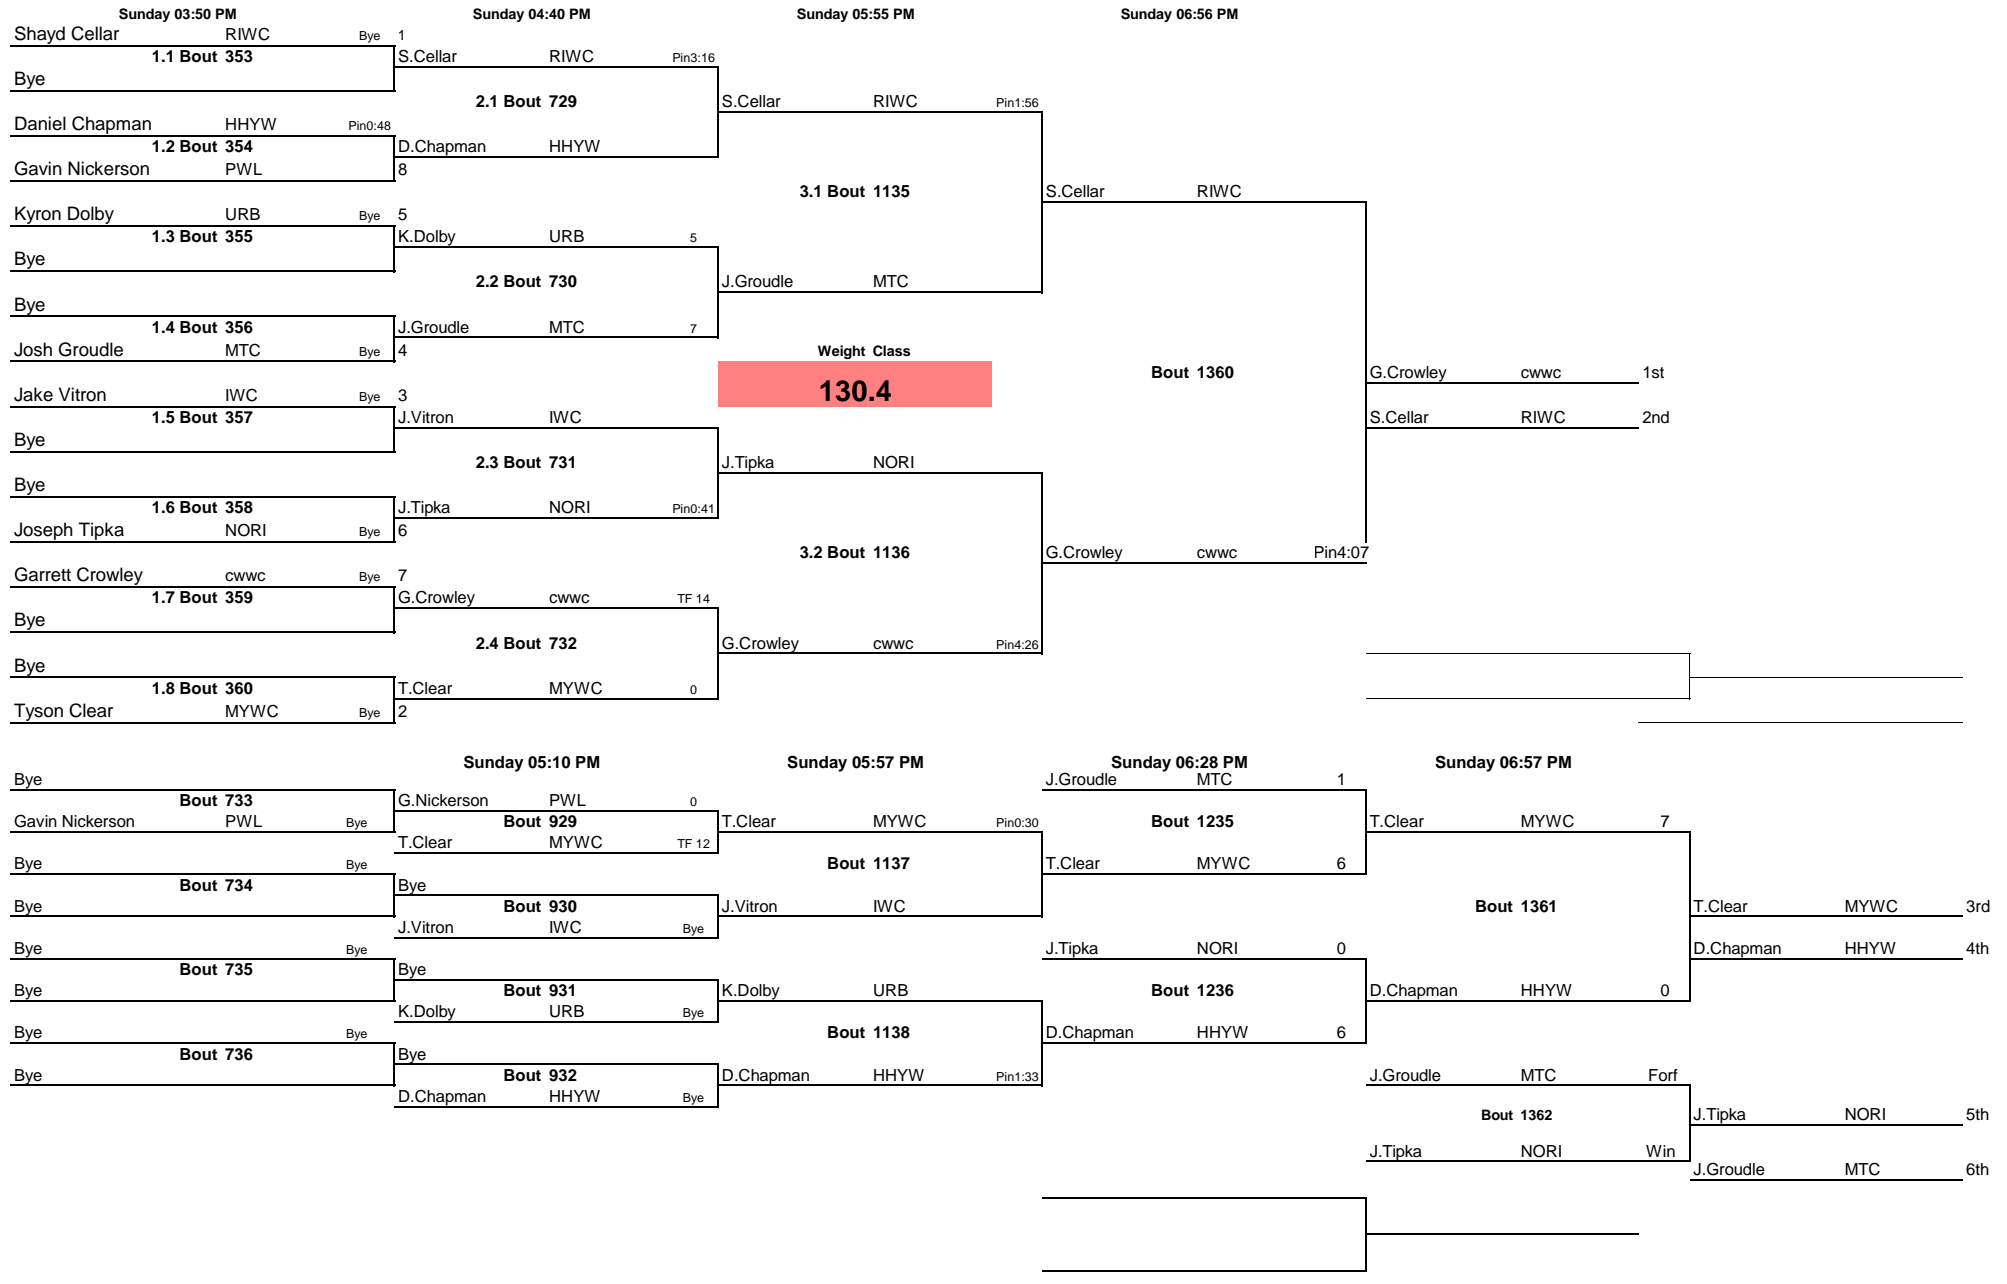 Sunday 03:50 PM Sunday 04:40 PM Sunday 05:55 PM Sunday 06:56 PM
Shayd Cellar RIWC Bye 1
1.1 Bout 353 S.Cellar RIWC Pin3:16
Bye
2.1 Bout 729 S.Cellar RIWC Pin1:56
Daniel Chapman HHYW Pin0:48
1.2 Bout 354 D.Chapman HHYW
Gavin Nickerson PWL 8
3.1 Bout 1135 S.Cellar RIWC
Kyron Dolby URB Bye 5
1.3 Bout 355 K.Dolby URB 5
Bye
2.2 Bout 730 J.Groudle MTC
Bye
1.4 Bout 356 J.Groudle MTC 7
Josh Groudle MTC Bye 4 Weight Class
Bout 1360 G.Crowley cwwc 1st
130.4
Jake Vitron IWC Bye 3
1.5 Bout 357 J.Vitron IWC S.Cellar RIWC 2nd
Bye
2.3 Bout 731 J.Tipka NORI
Bye
1.6 Bout 358 J.Tipka NORI Pin0:41
Joseph Tipka NORI Bye 6
3.2 Bout 1136 G.Crowley cwwc Pin4:07
Garrett Crowley cwwc Bye 7
1.7 Bout 359 G.Crowley cwwc TF 14
Bye
2.4 Bout 732 G.Crowley cwwc Pin4:26
Bye
1.8 Bout 360 T.Clear MYWC 0
Tyson Clear MYWC Bye 2
Sunday 05:10 PM Sunday 05:57 PM Sunday 06:28 PM Sunday 06:57 PM
Bye J.Groudle MTC 1
Bout 733 G.Nickerson PWL 0
Gavin Nickerson PWL Bye Bout 929 T.Clear MYWC Pin0:30 Bout 1235 T.Clear MYWC 7
T.Clear MYWC TF 12
Bye Bye Bout 1137 T.Clear MYWC 6
Bout 734 Bye
Bye Bout 930 J.Vitron IWC Bout 1361 T.Clear MYWC 3rd
J.Vitron IWC Bye
Bye Bye J.Tipka NORI 0 D.Chapman HHYW 4th
Bout 735 Bye
Bye Bout 931 K.Dolby URB Bout 1236 D.Chapman HHYW 0
K.Dolby URB Bye
Bye Bye Bout 1138 D.Chapman HHYW 6
Bout 736 Bye
Bye Bout 932 D.Chapman HHYW Pin1:33 J.Groudle MTC Forf
D.Chapman HHYW Bye
Bout 1362 J.Tipka NORI 5th
J.Tipka NORI Win
J.Groudle MTC 6th